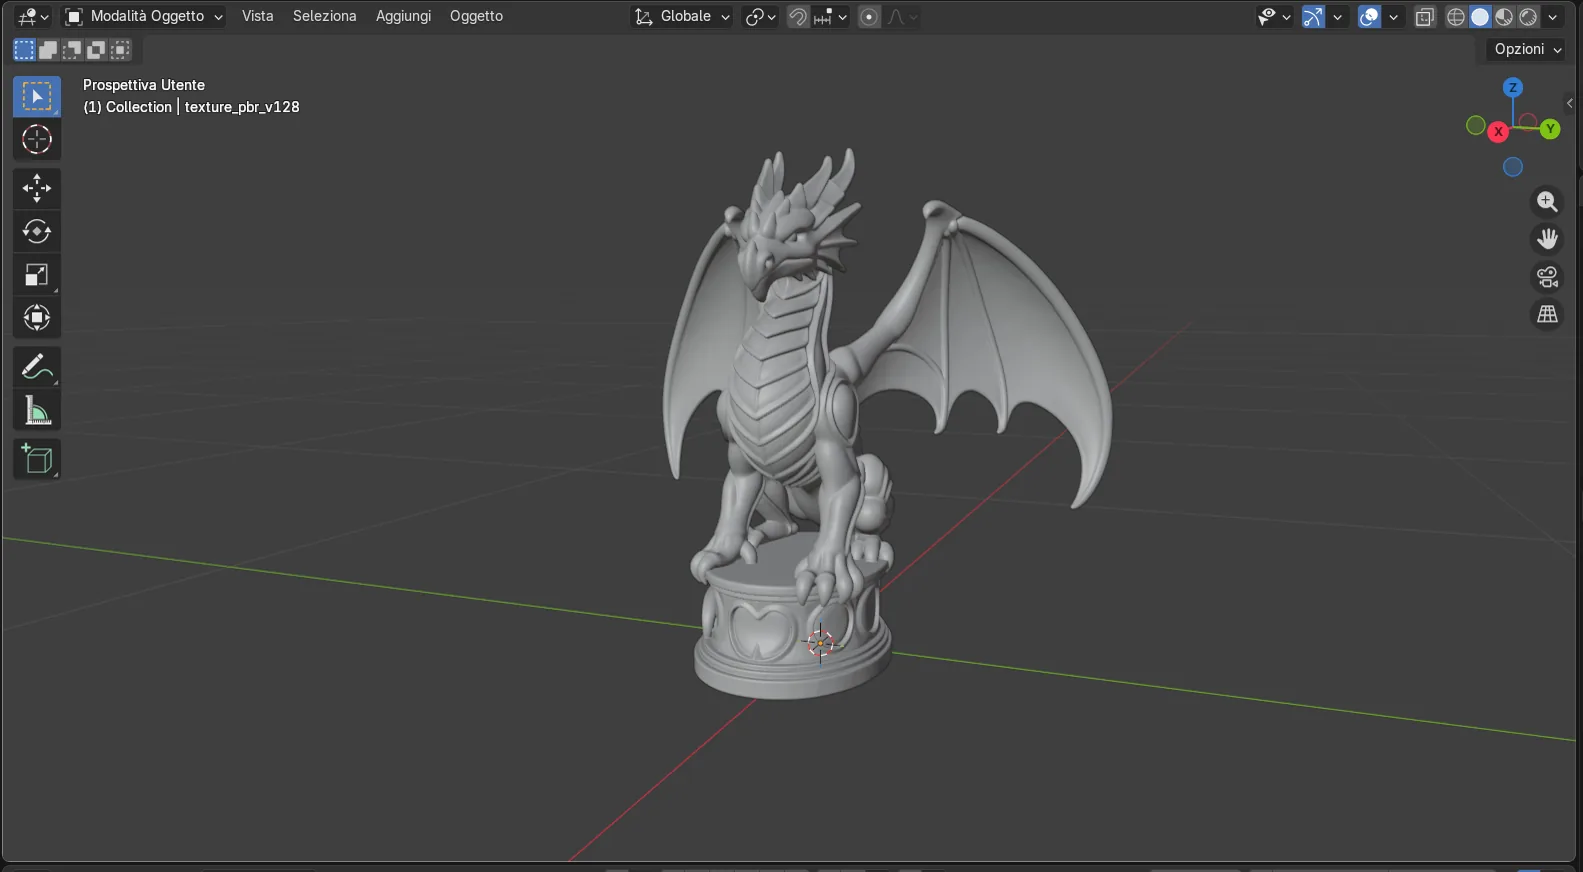 Modalità Oggetto Vista Seleziona Aggiungi Oggetto Globale
Opzioni
Prospettiva Utente
(1) Collection | texture_pbr_v128
Z
X Y